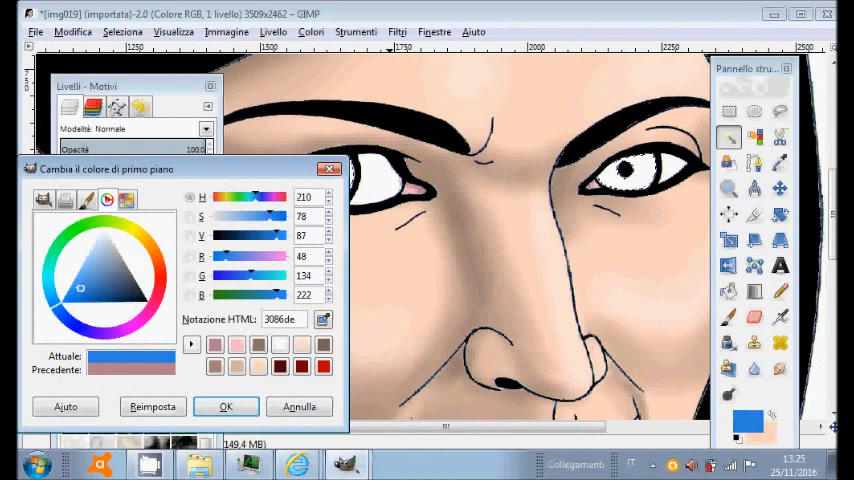 *[img019] (importata)-2.0 (Colore RGB, 1 livello) 3509x2462 – GIMP
File Modifica Seleziona Visualizza Immagine Livello Colori Strumenti Filtri Finestre Aiuto
1250 1500 1750 2000 2250 2500
750
Livelli - Motivi
Modalità: Normale
Opacità 100,0
Pannello stru...
Cambia il colore di primo piano
H 210
S 78
V 87
R 48
G 134
B 222
Notazione HTML: 3086de
Attuale:
Precedente:
Aiuto Reimposta OK Annulla
149,4 MB)
Collegamenti IT 13.25
25/11/2016